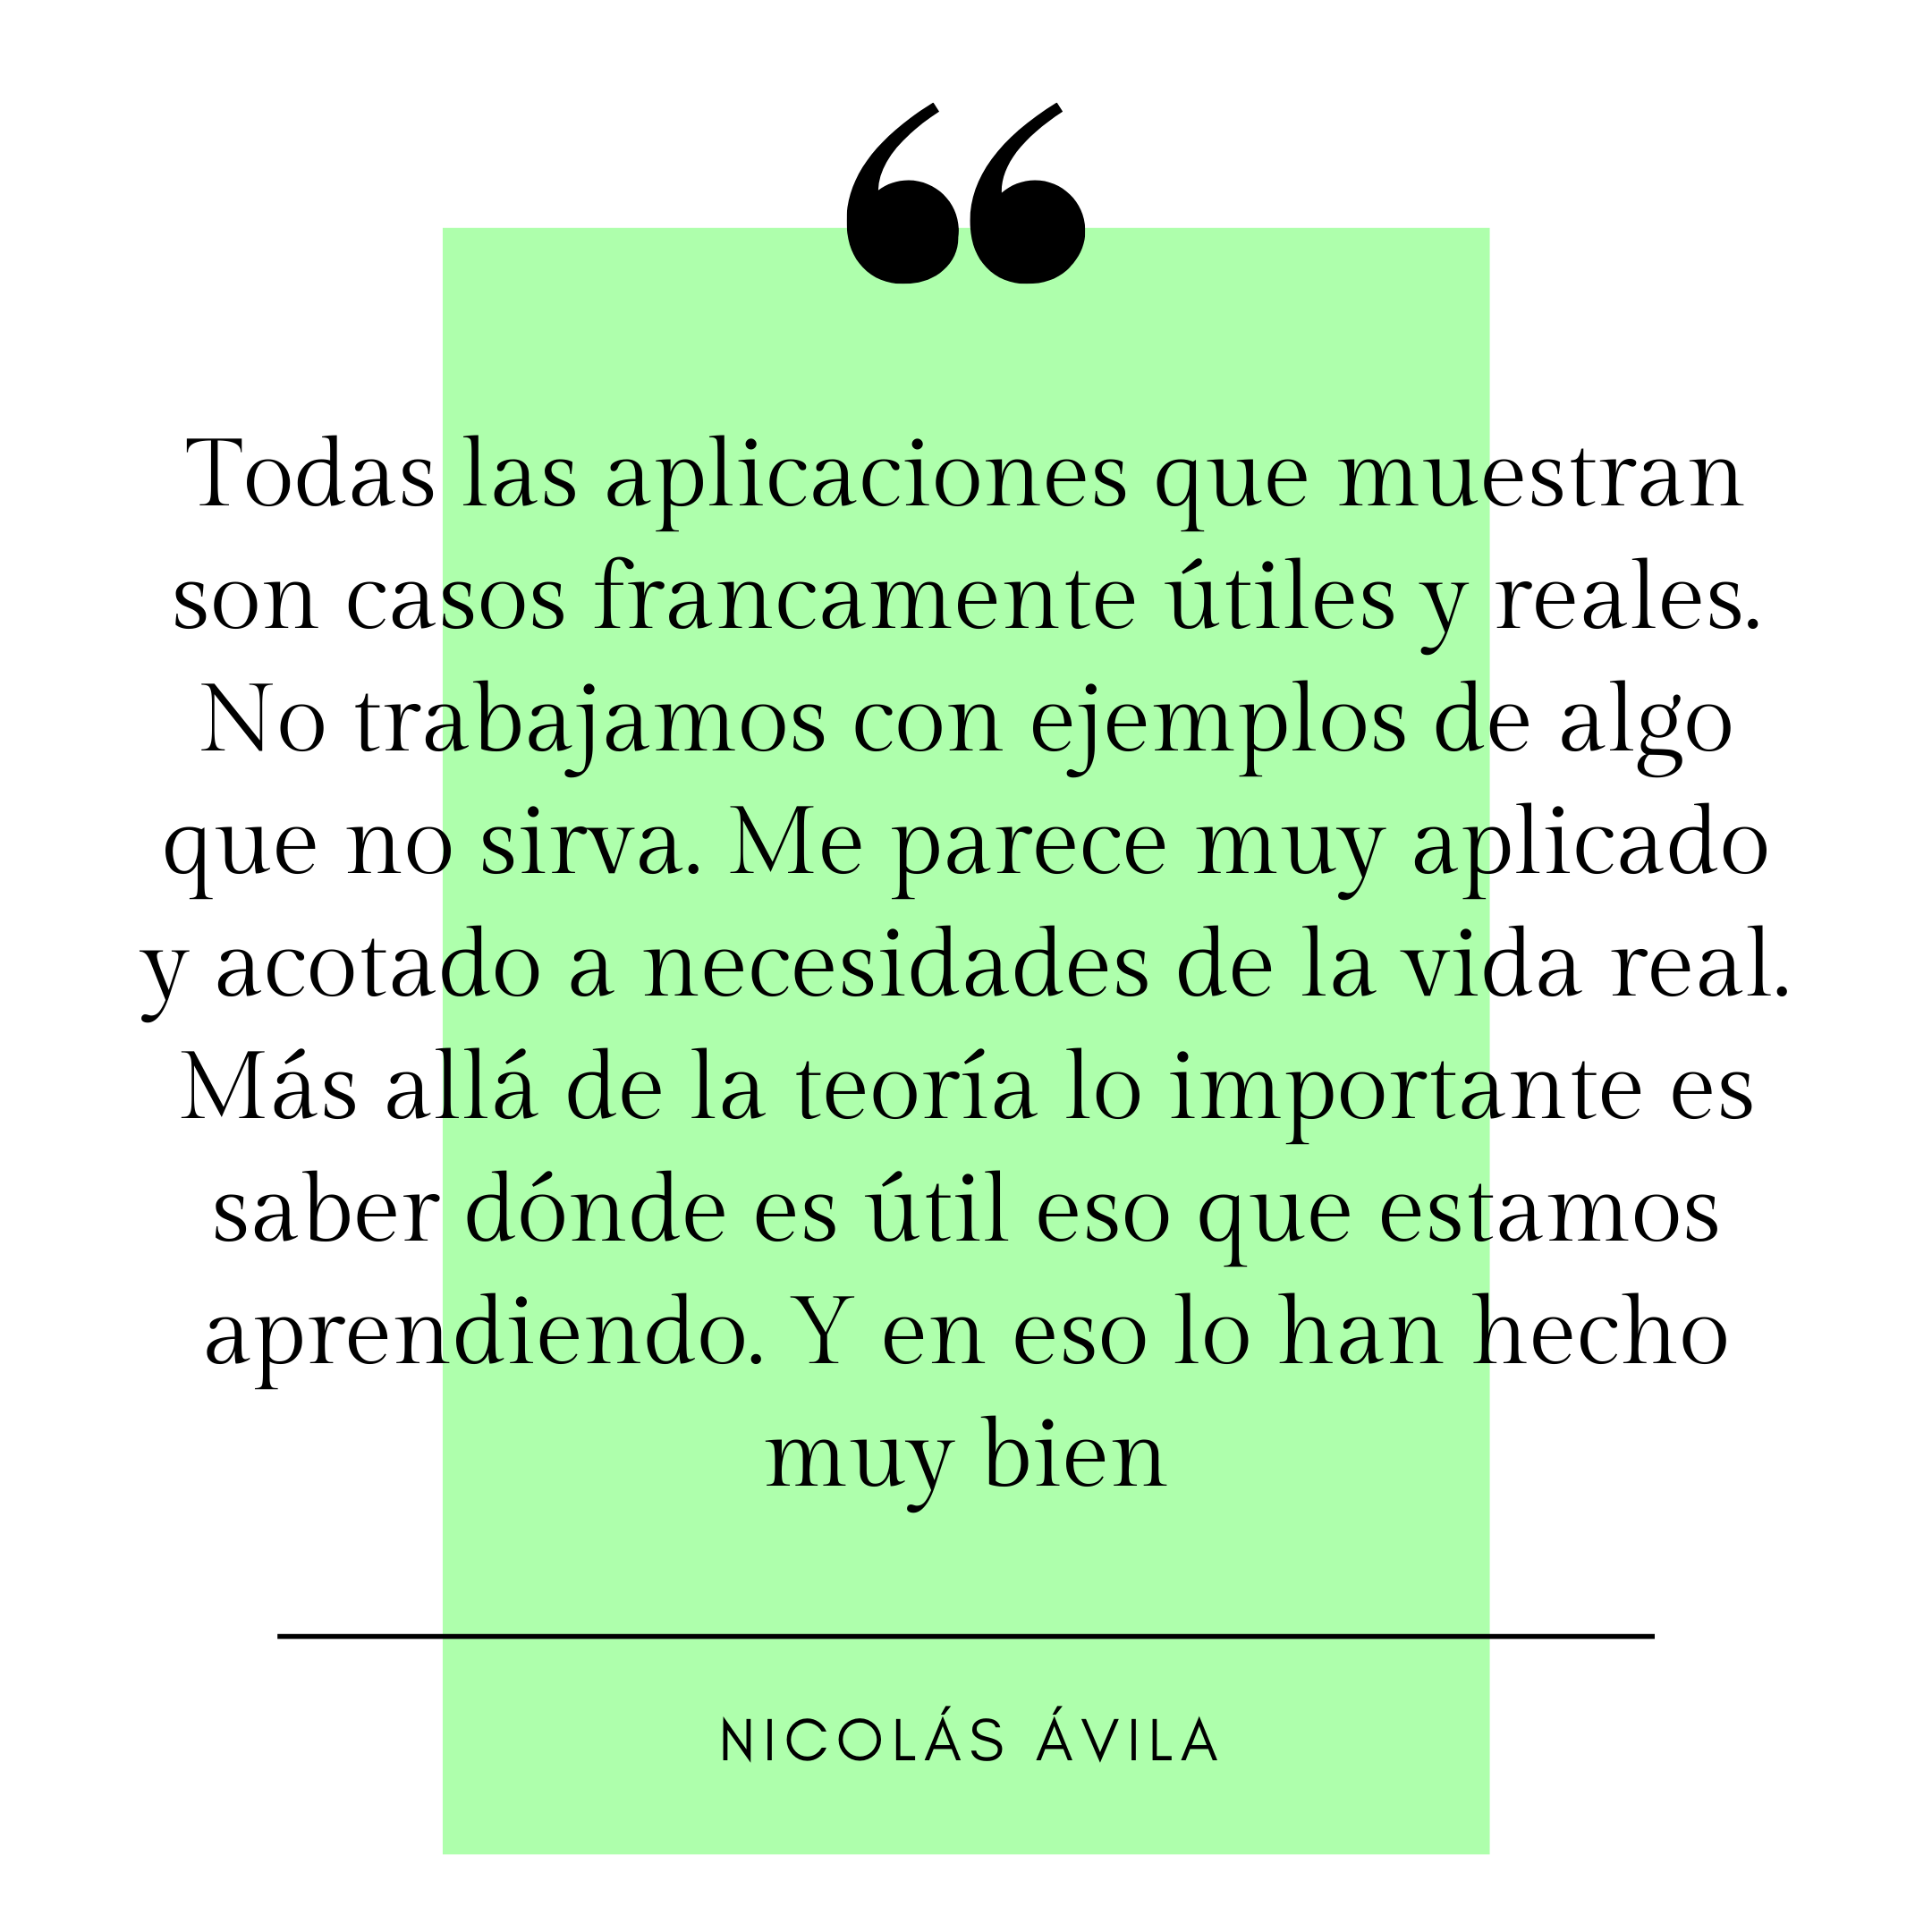 ❝
Todas las aplicaciones que muestran
son casos francamente útiles y reales.
No trabajamos con ejemplos de algo
que no sirva. Me parece muy aplicado
y acotado a necesidades de la vida real.
Más allá de la teoría lo importante es
saber dónde es útil eso que estamos
aprendiendo. Y en eso lo han hecho
muy bien
NICOLÁS ÁVILA